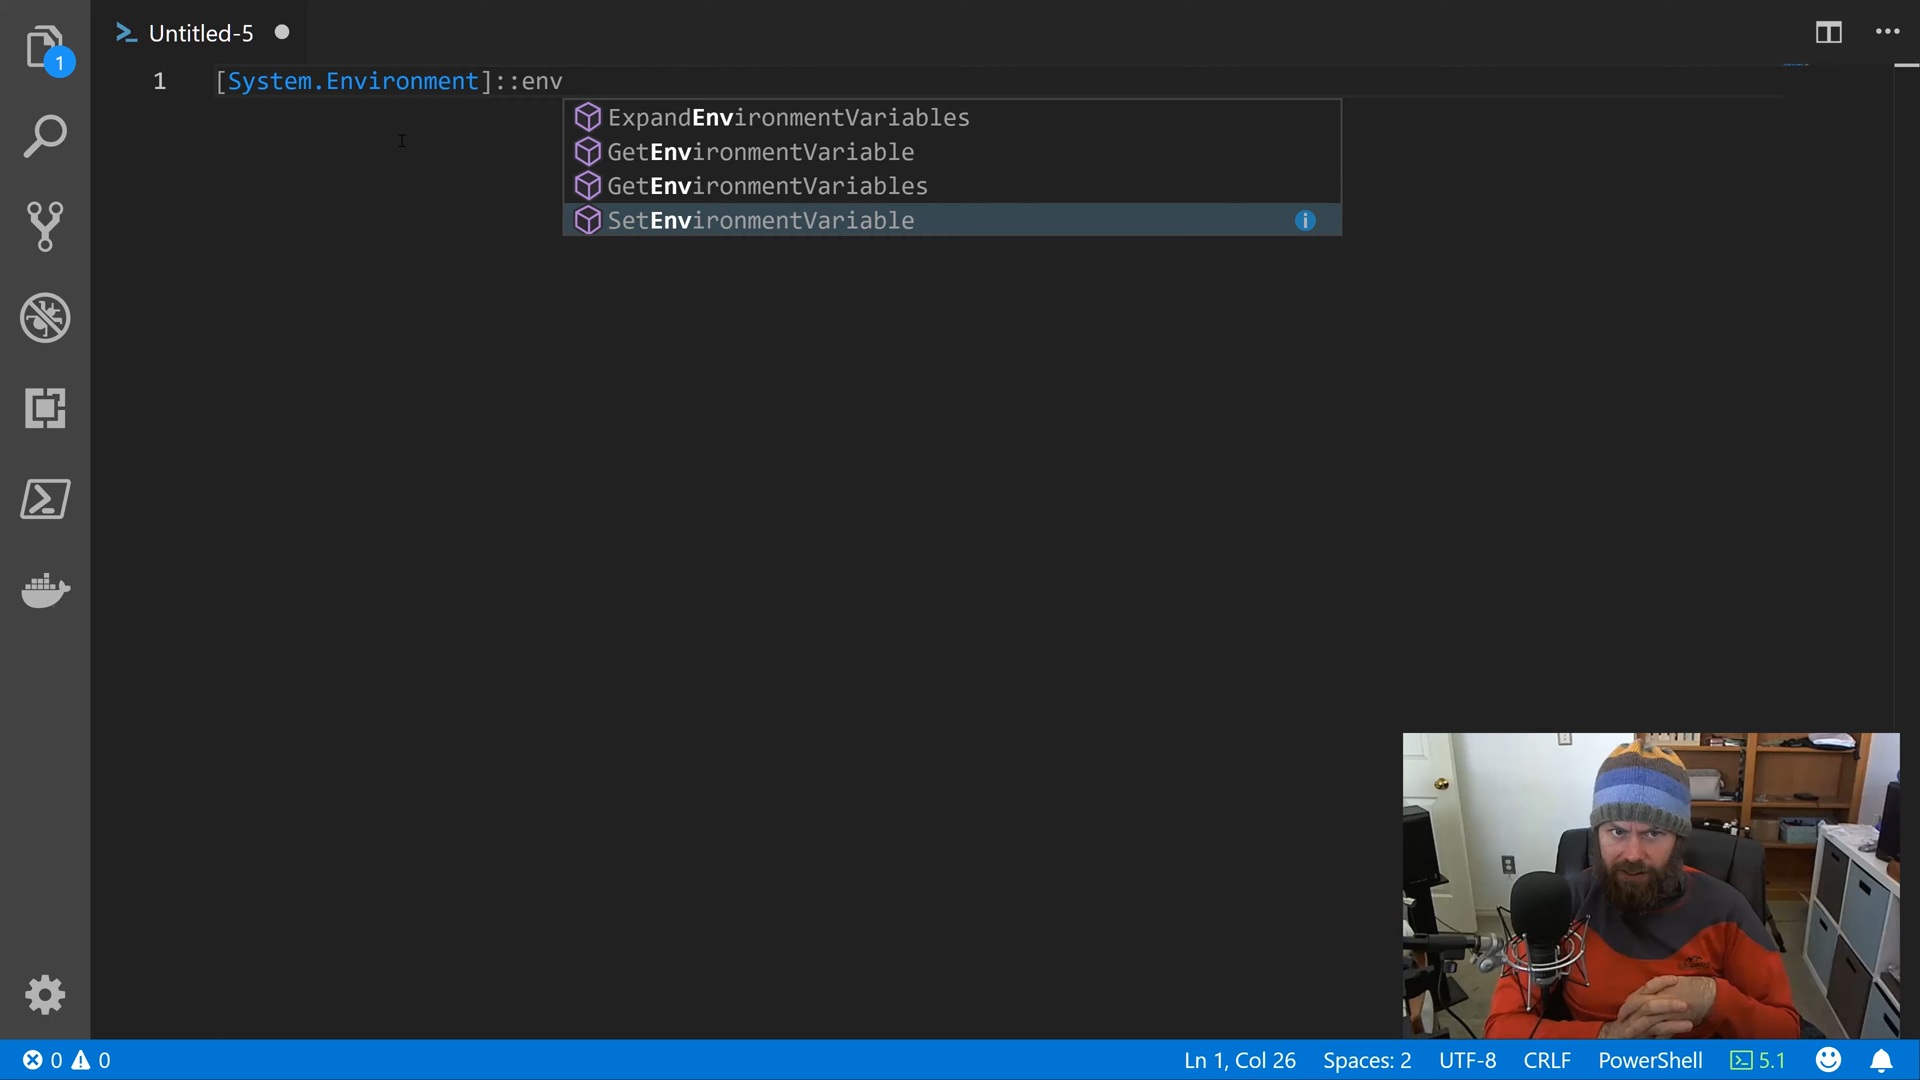 1
Untitled-5
1 [System.Environment]::env
ExpandEnvironmentVariables
GetEnvironmentVariable
GetEnvironmentVariables
SetEnvironmentVariable
0 0 Ln 1, Col 26 Spaces: 2 UTF-8 CRLF PowerShell 5.1